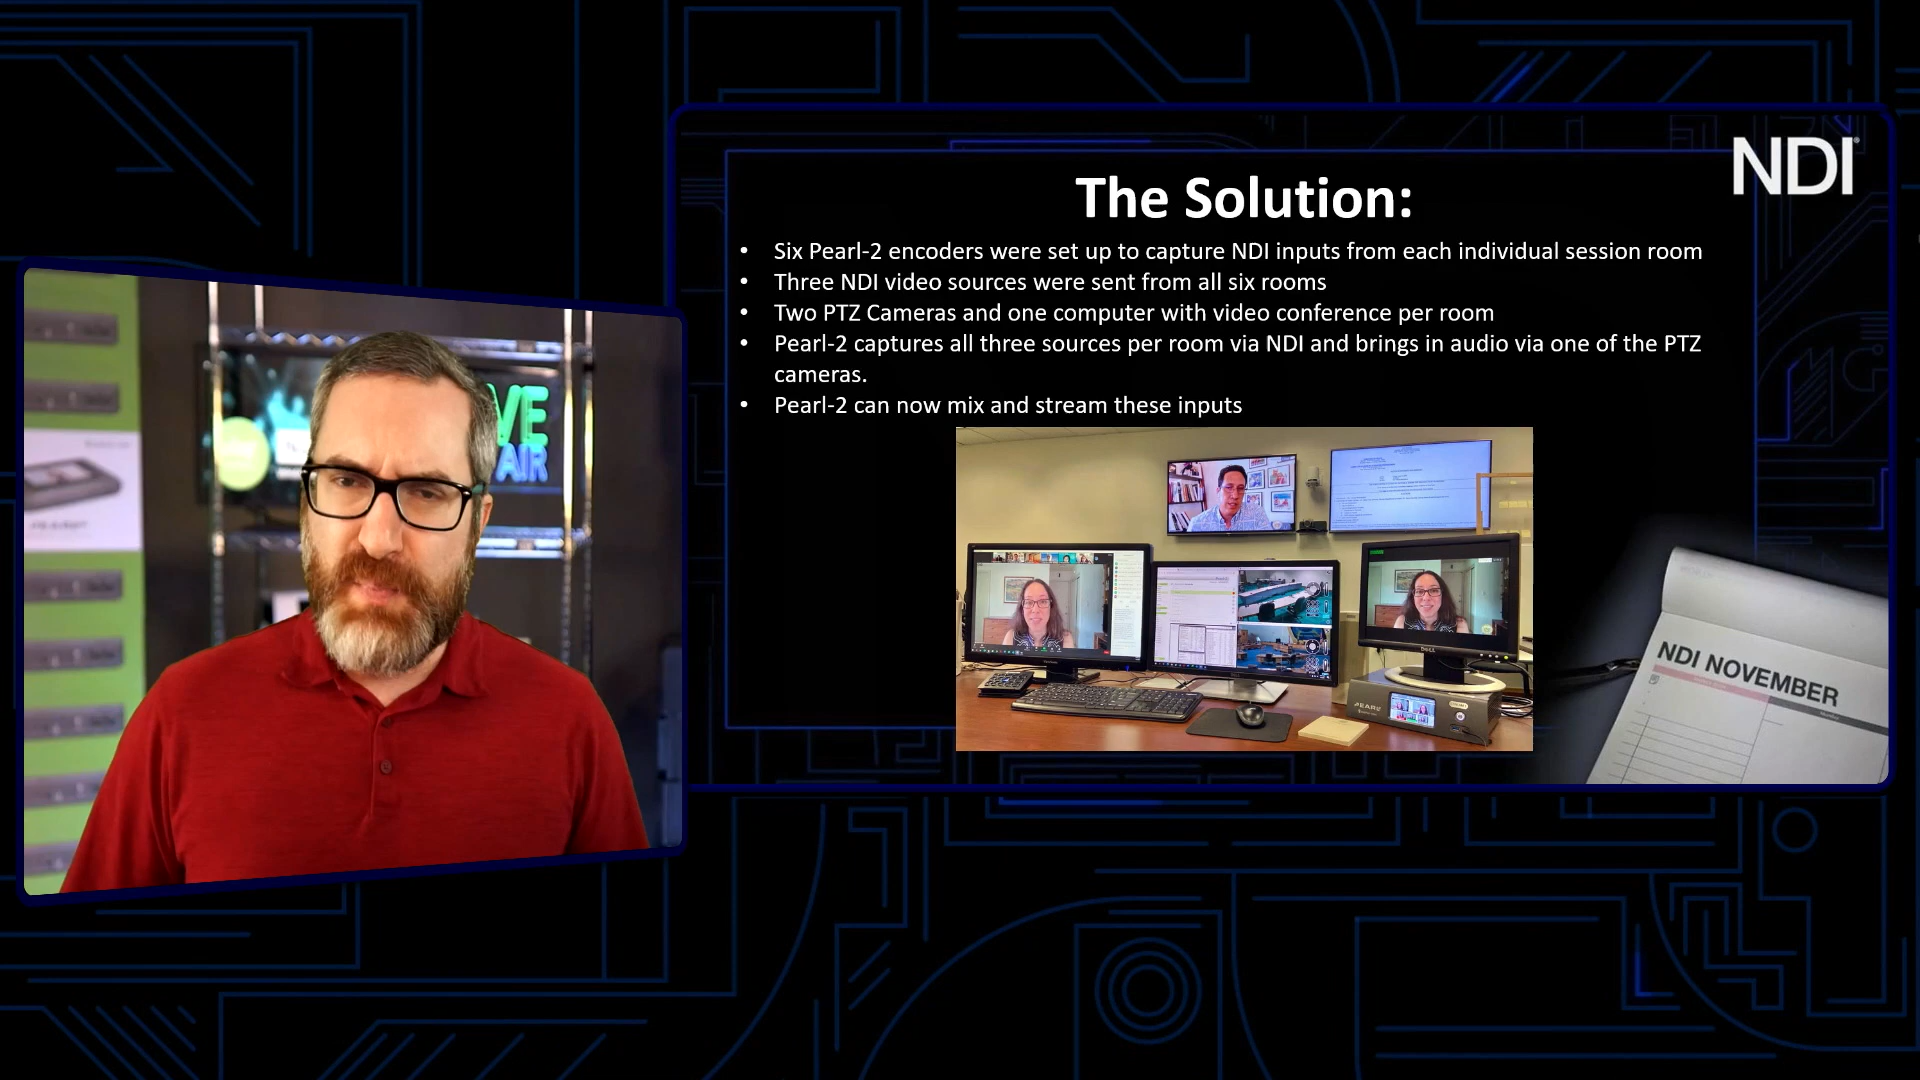 NDI
The Solution:
• Six Pearl-2 encoders were set up to capture NDI inputs from each individual session room
• Three NDI video sources were sent from all six rooms
• Two PTZ Cameras and one computer with video conference per room
• Pearl-2 captures all three sources per room via NDI and brings in audio via one of the PTZ
cameras.
• Pearl-2 can now mix and stream these inputs
VE
AIR
DELL
NDI NOVEMBER